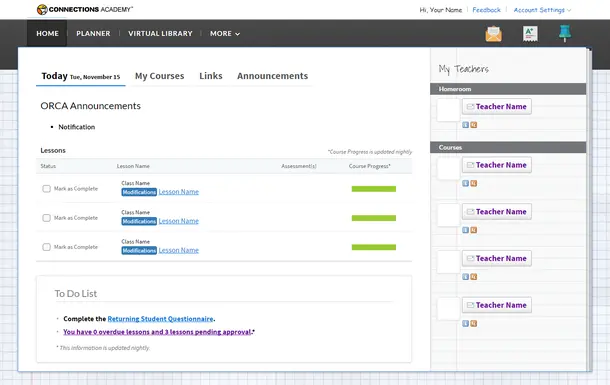 CONNECTIONS ACADEMY
Hi, Your Name | Feedback Account Settings
HOME PLANNER VIRTUAL LIBRARY MORE
A+
Today Tue, November 15 My Courses Links Announcements
ORCA Announcements
• Notification
Lessons *Course Progress is updated nightly.
Status Lesson Name Assessment(s) Course Progress*
Class Name
Mark as Complete Modifications Lesson Name
Class Name
Mark as Complete Modifications Lesson Name
Class Name
Mark as Complete Modifications Lesson Name
To Do List
Complete the Returning Student Questionnaire.
You have 0 overdue lessons and 3 lessons pending approval.*
* This information is updated nightly.
My Teachers
Homeroom
Teacher Name
Courses
Teacher Name
Teacher Name
Teacher Name
Teacher Name